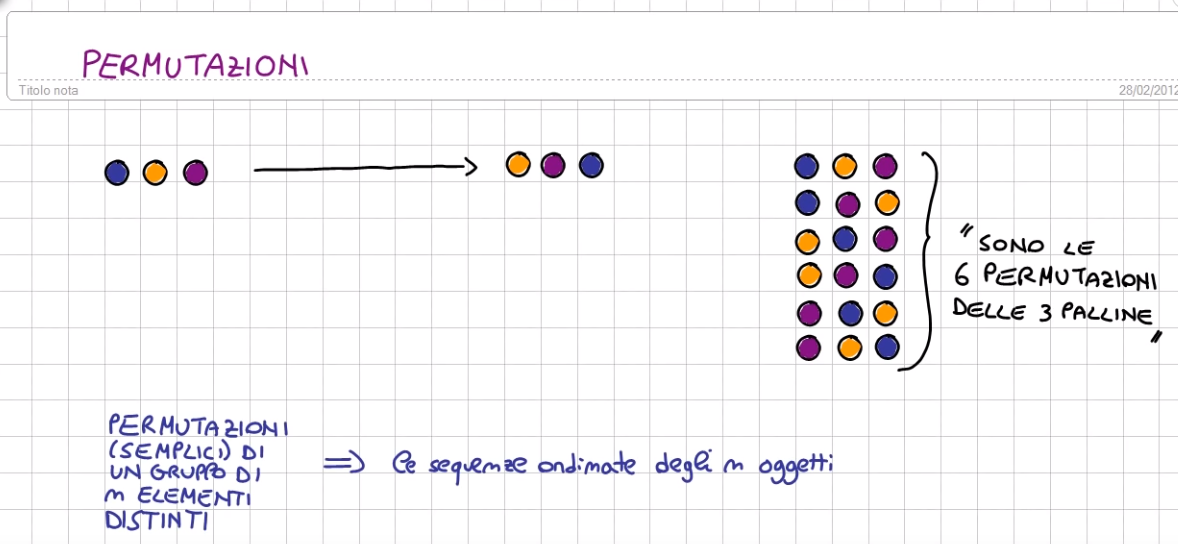 PERMUTAZIONI
Titolo nota
28/02/2012
" SONO LE
6 PERMUTAZIONI
DELLE 3 PALLINE
"
PERMUTAZIONI
(SEMPLICI) DI
UN GRUPPO DI
n ELEMENTI
DISTINTI
=> le sequenze ordinate degli n oggetti